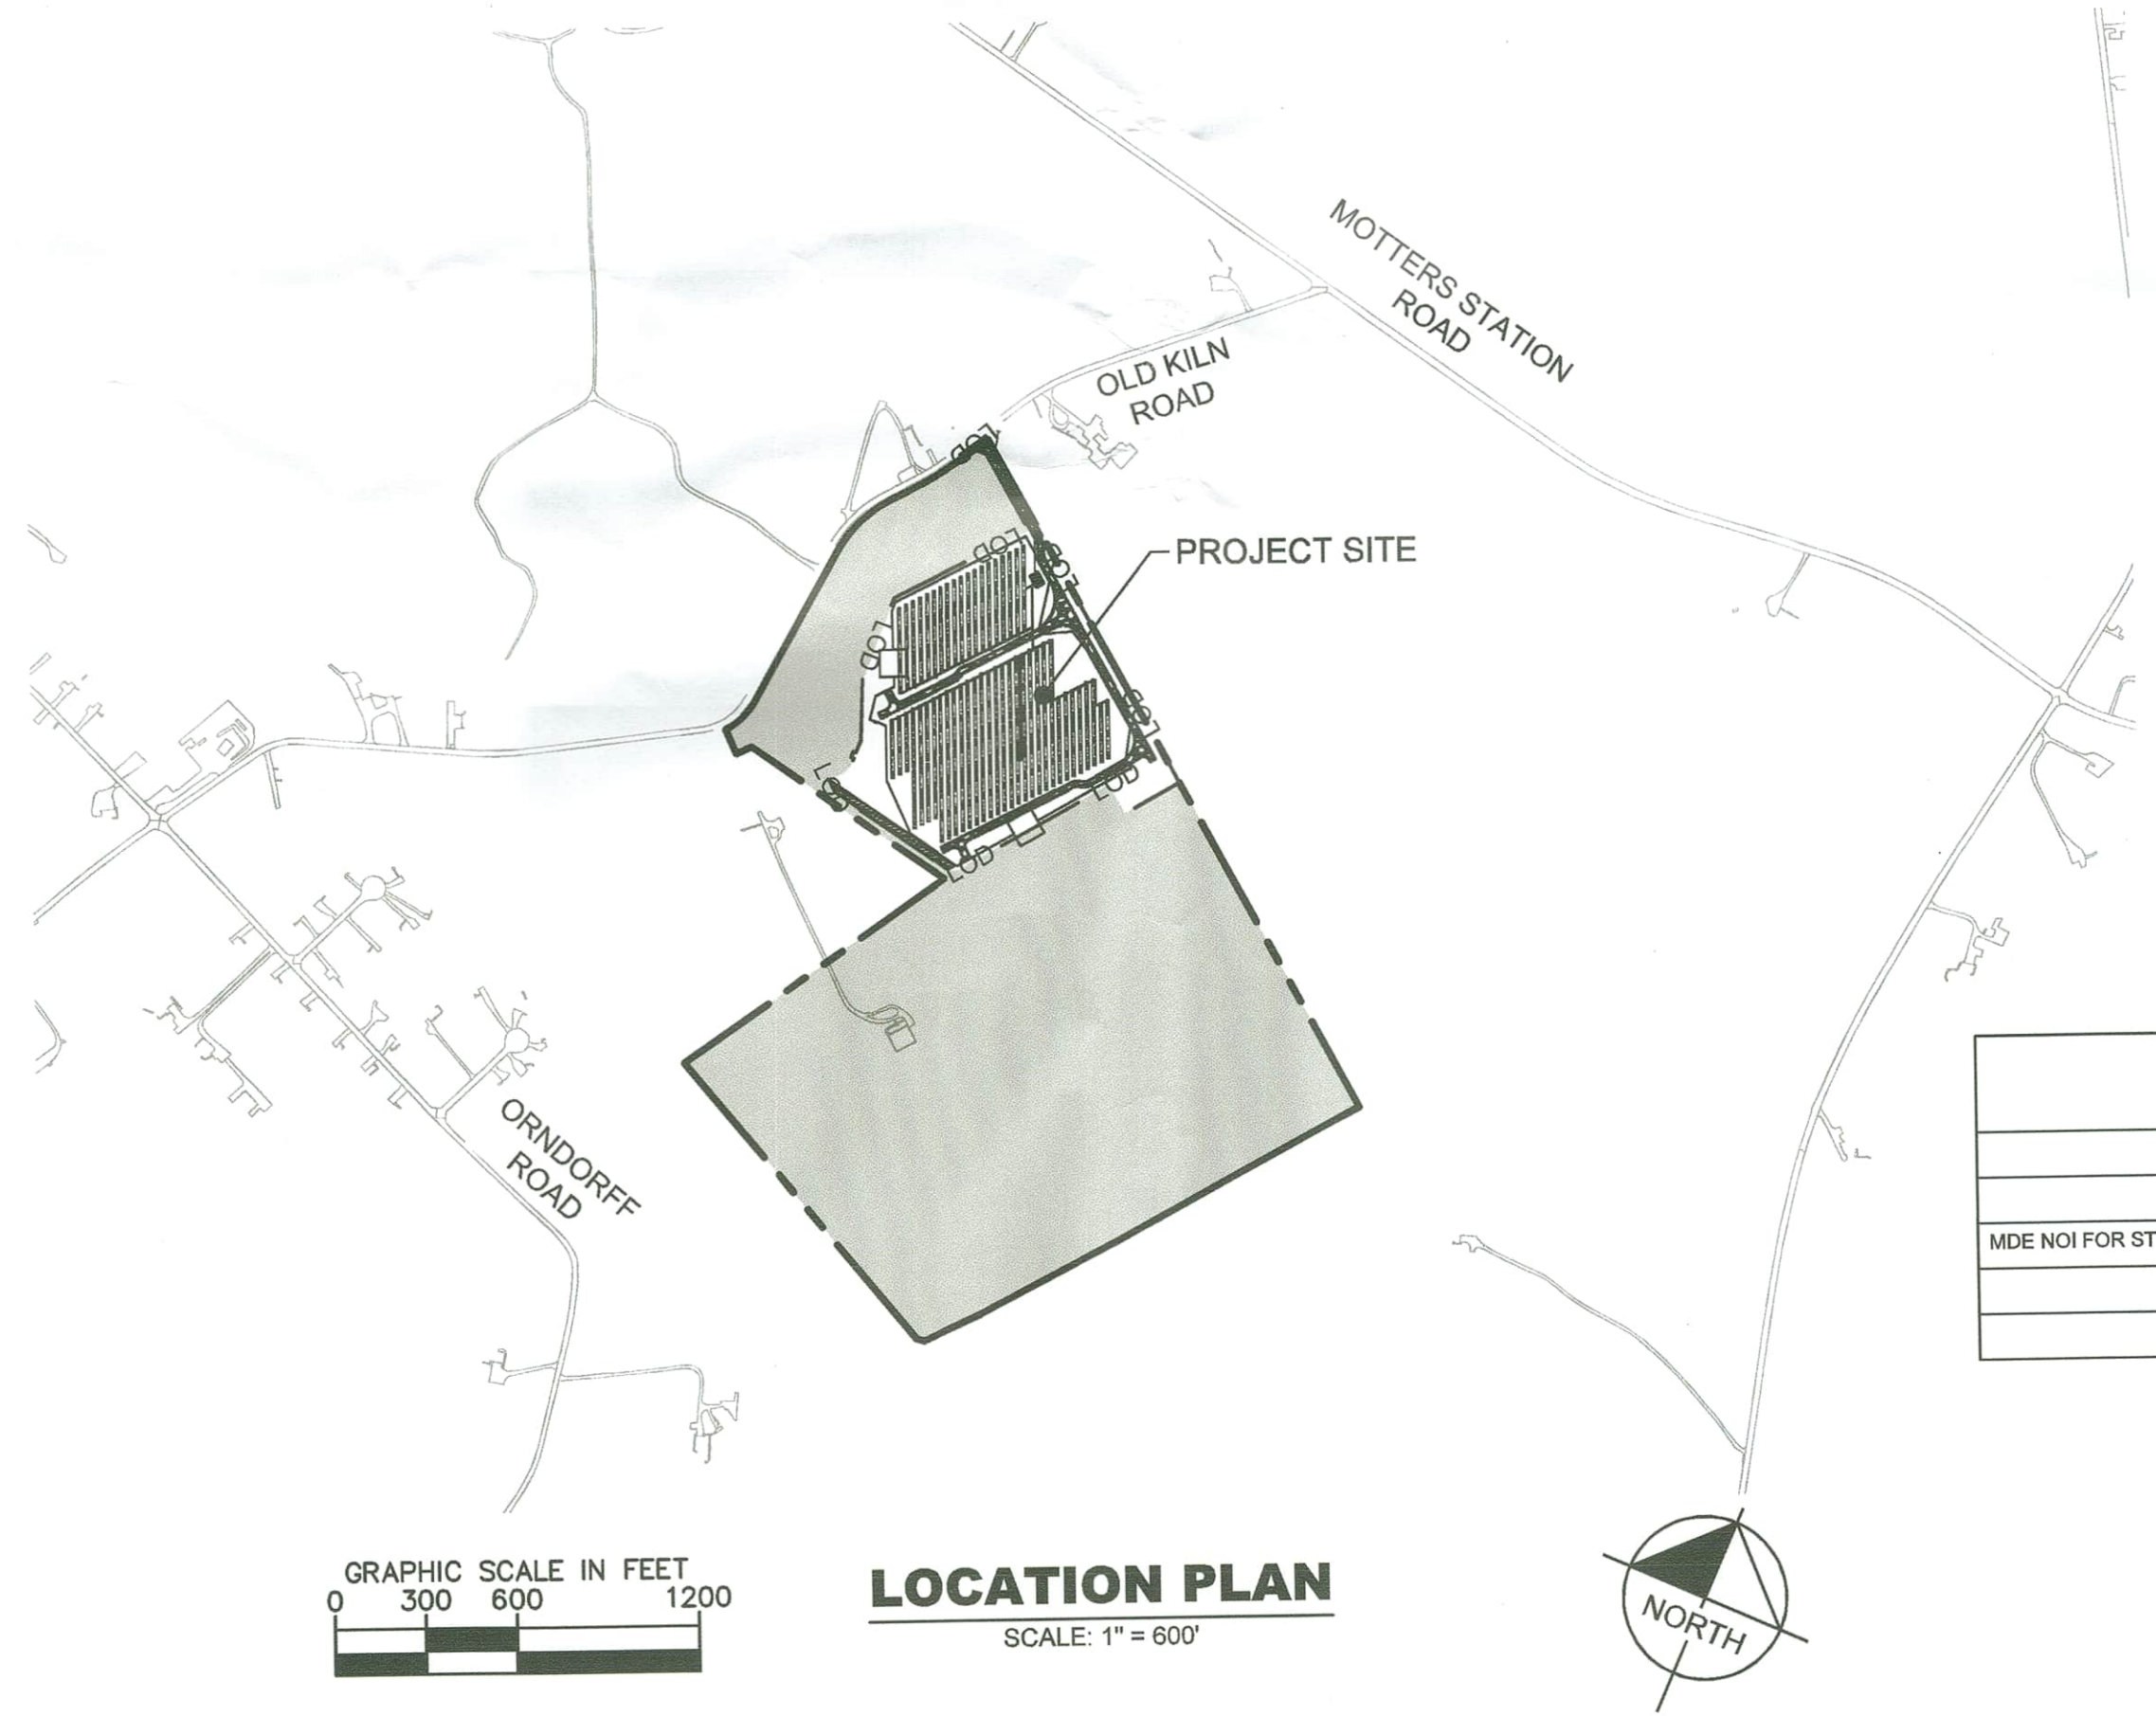 MOTTERS STATION
ROAD
OLD KILN
ROAD
LOD
LOD
PROJECT SITE
LOD
LOD
LOD
LOD
LOD
LOD
ORNDORFF
ROAD
MDE NOI FOR ST
GRAPHIC SCALE IN FEET
0 300 600 1200
LOCATION PLAN
SCALE: 1" = 600'
NORTH